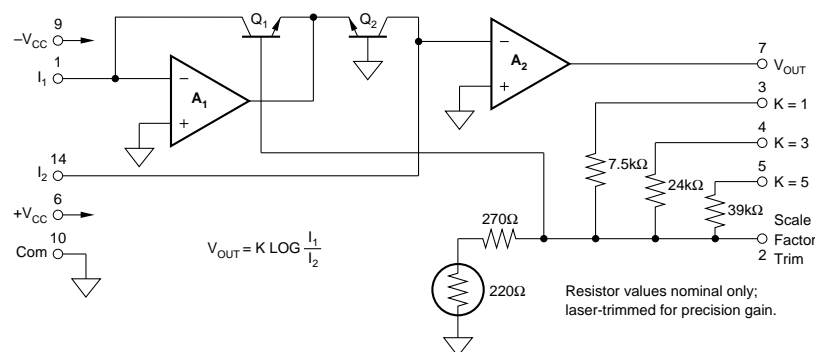 Q1
Q2
9
−VCC
1
I1
−
A1
+
−
A2
+
7
VOUT
3
K = 1
4
K = 3
5
K = 5
7.5kΩ
24kΩ
39kΩ
14
I2
6
+VCC
10
Com
VOUT = K LOG I1
I2
270Ω
220Ω
Scale
Factor
2 Trim
Resistor values nominal only;
laser-trimmed for precision gain.